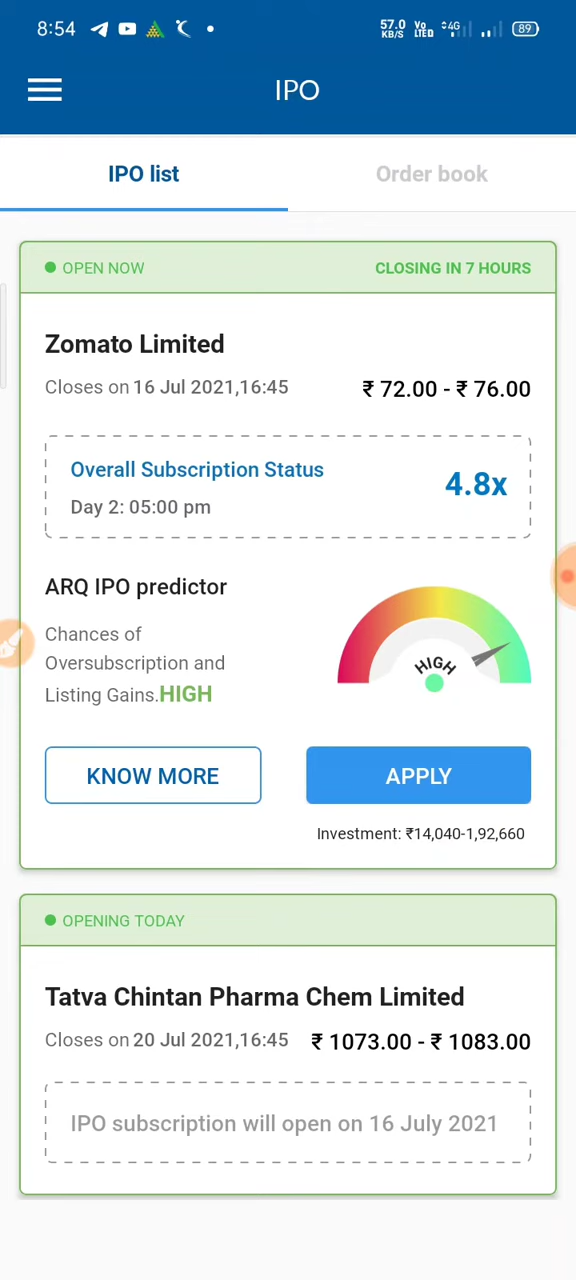 8:54
57.0 KB/S
Vo LTED
4G
89
IPO
IPO list
Order book
OPEN NOW
CLOSING IN 7 HOURS
Zomato Limited
Closes on 16 Jul 2021,16:45
₹ 72.00 - ₹ 76.00
Overall Subscription Status
4.8x
Day 2: 05:00 pm
ARQ IPO predictor
Chances of
Oversubscription and
Listing Gains.HIGH
HIGH
KNOW MORE
APPLY
Investment: ₹14,040-1,92,660
OPENING TODAY
Tatva Chintan Pharma Chem Limited
Closes on 20 Jul 2021,16:45
₹ 1073.00 - ₹ 1083.00
IPO subscription will open on 16 July 2021